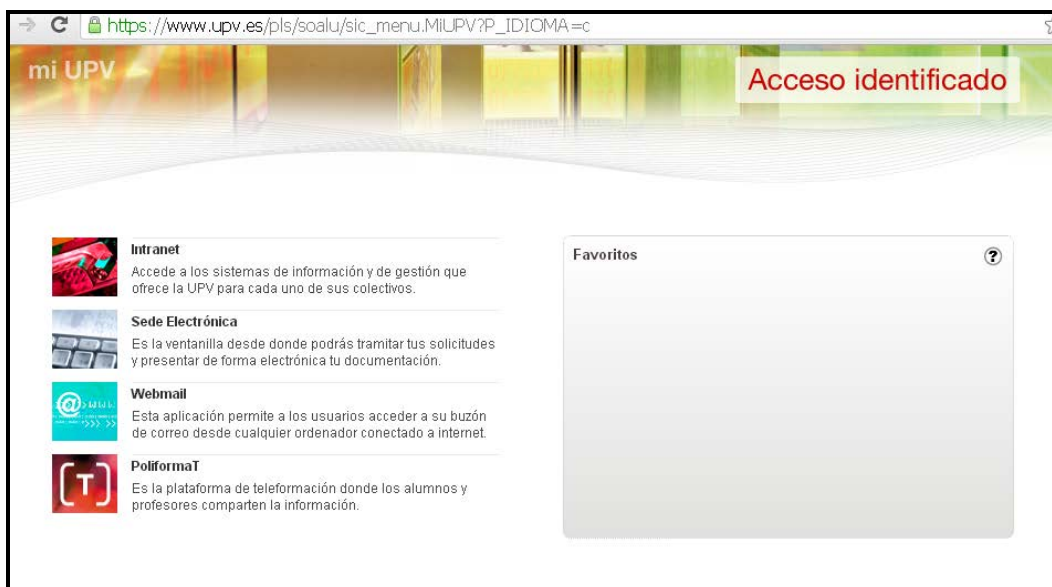 https://www.upv.es/pls/soalu/sic_menu.MiUPV?P_IDIOMA=c
mi UPV
Acceso identificado
Intranet
Accede a los sistemas de información y de gestión que
ofrece la UPV para cada uno de sus colectivos.
Sede Electrónica
Es la ventanilla desde donde podrás tramitar tus solicitudes
y presentar de forma electrónica tu documentación.
Webmail
Esta aplicación permite a los usuarios acceder a su buzón
de correo desde cualquier ordenador conectado a internet.
PoliformaT
Es la plataforma de teleformación donde los alumnos y
profesores comparten la información.
Favoritos
?
@
[T]